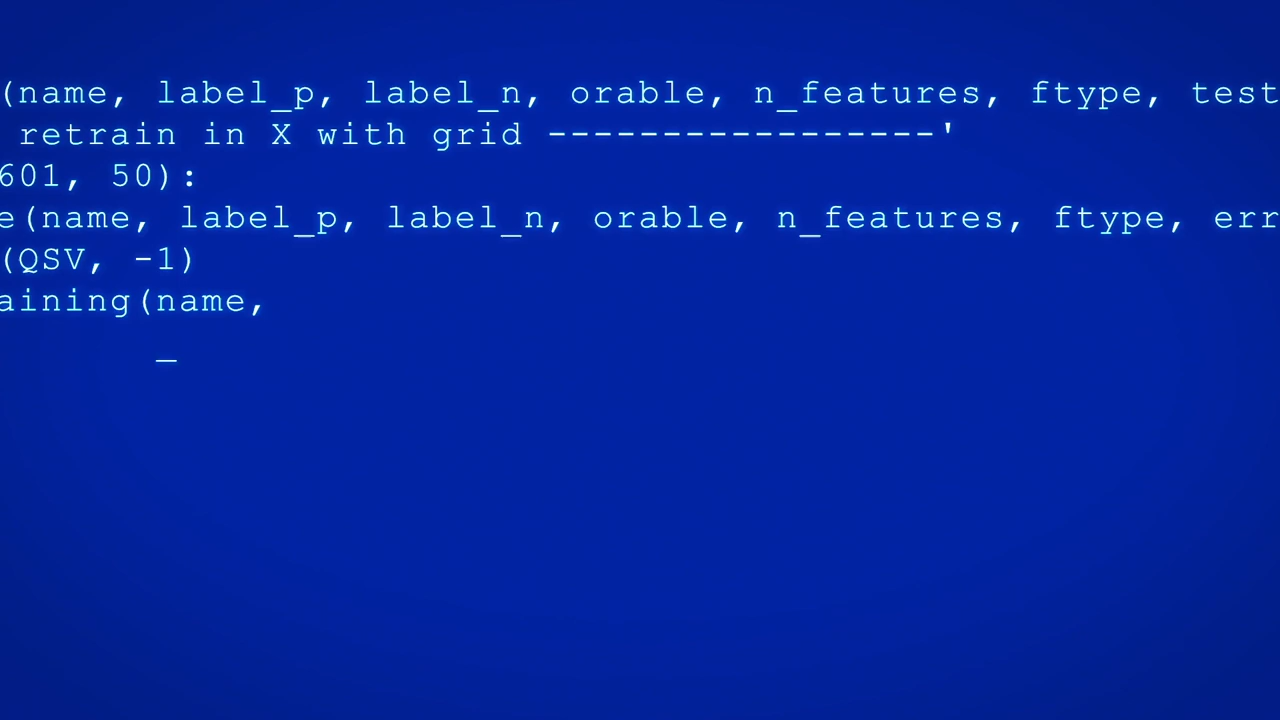 (name, label_p, label_n, orable, n_features, ftype, test
retrain in X with grid -----------------'
601, 50):
e(name, label_p, label_n, orable, n_features, ftype, err
(QSV, -1)
aining(name,
_